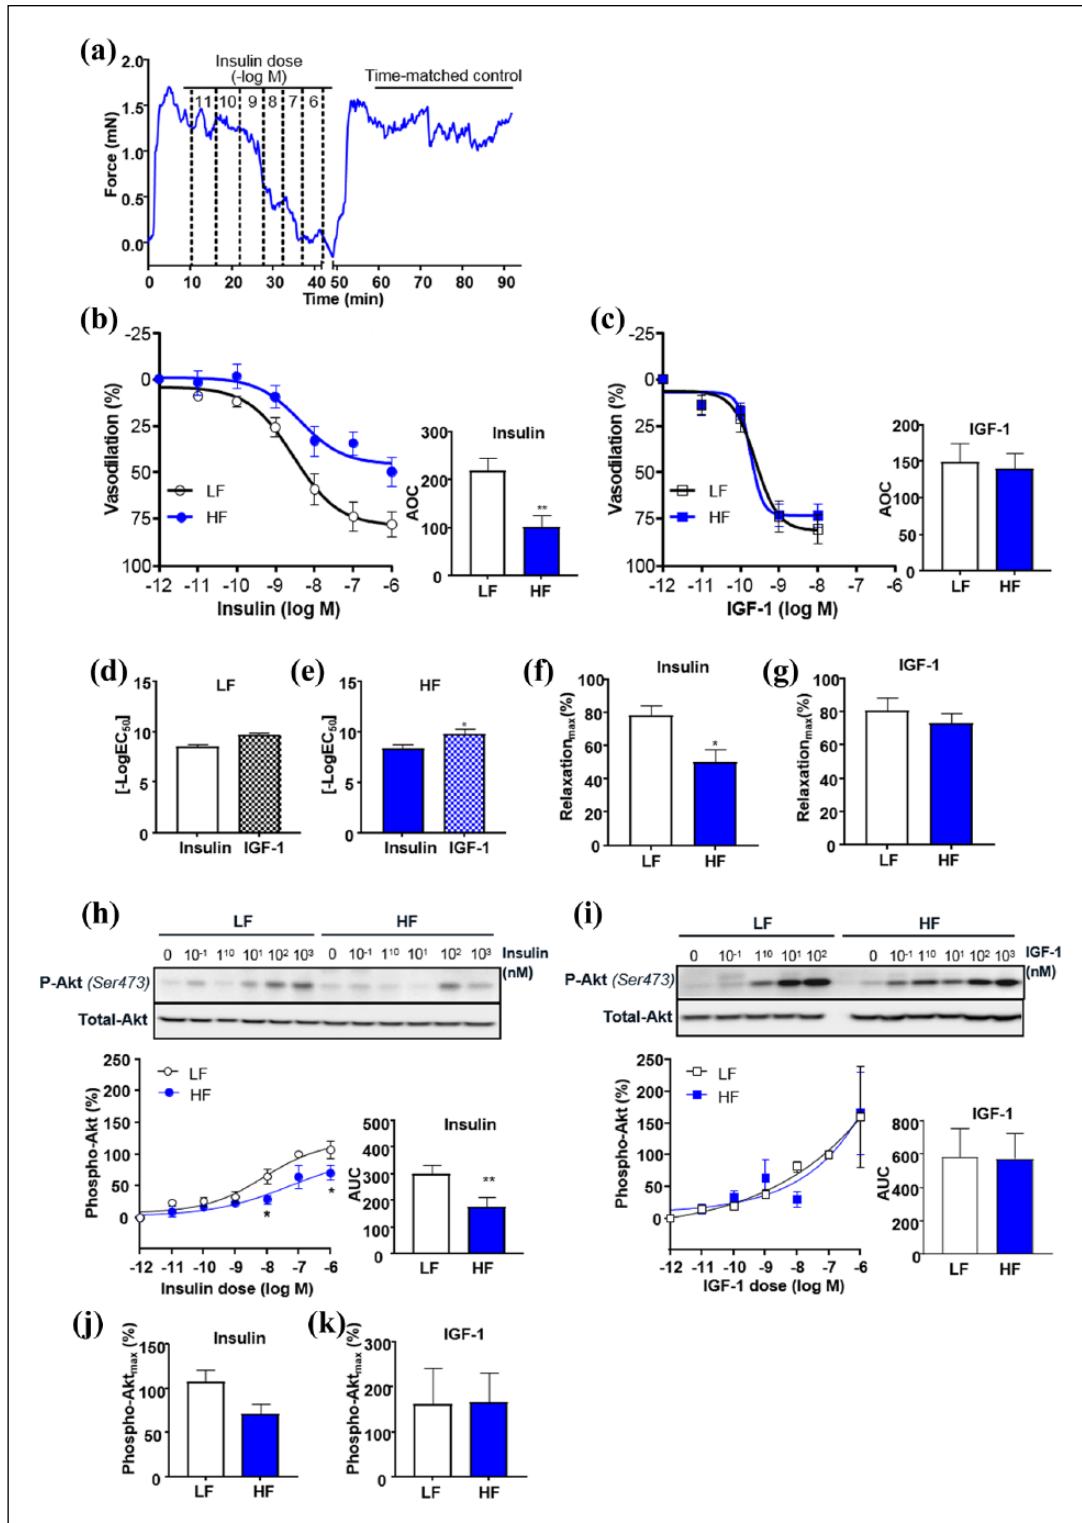 (a)
Insulin dose
(-log M)
Time-matched control
11 10 9 8 7 6
Force (mN)
2.0
1.5
1.0
0.5
0.0
0 10 20 30 40 50 60 70 80 90
Time (min)
(b)
Vasodilation (%)
-25
0
25
50
75
100
LF
HF
-12 -11 -10 -9 -8 -7 -6
Insulin (log M)
Insulin
AOC
300
200
100
0
**
LF HF
(c)
Vasodilation (%)
-25
0
25
50
75
100
LF
HF
-12 -11 -10 -9 -8 -7 -6
IGF-1 (log M)
IGF-1
AOC
200
150
100
50
0
LF HF
(d)
LF
[-LogEC50]
15
10
5
0
Insulin IGF-1
(e)
HF
[-LogEC50]
15
10
5
0
*
Insulin IGF-1
(f)
Insulin
Relaxationmax(%)
100
80
60
40
20
0
*
LF HF
(g)
IGF-1
Relaxationmax(%)
100
80
60
40
20
0
LF HF
(h)
LF HF
0 10-1 110 101 102 103 0 10-1 110 101 102 103 Insulin
(nM)
P-Akt (Ser473)
Total-Akt
Phospho-Akt (%)
250
200
150
100
50
0
LF
HF
*
*
-12 -11 -10 -9 -8 -7 -6
Insulin dose (log M)
Insulin
AUC
500
400
300
200
100
0
**
LF HF
(i)
LF HF
0 10-1 110 101 102 0 10-1 110 101 102 103 IGF-1
(nM)
P-Akt (Ser473)
Total-Akt
Phospho-Akt (%)
250
200
150
100
50
0
LF
HF
-12 -11 -10 -9 -8 -7 -6
IGF-1 dose (log M)
IGF-1
AUC
800
600
400
200
0
LF HF
(j)
Insulin
Phospho-Aktmax (%)
150
100
50
0
LF HF
(k)
IGF-1
Phospho-Aktmax (%)
300
200
100
0
LF HF